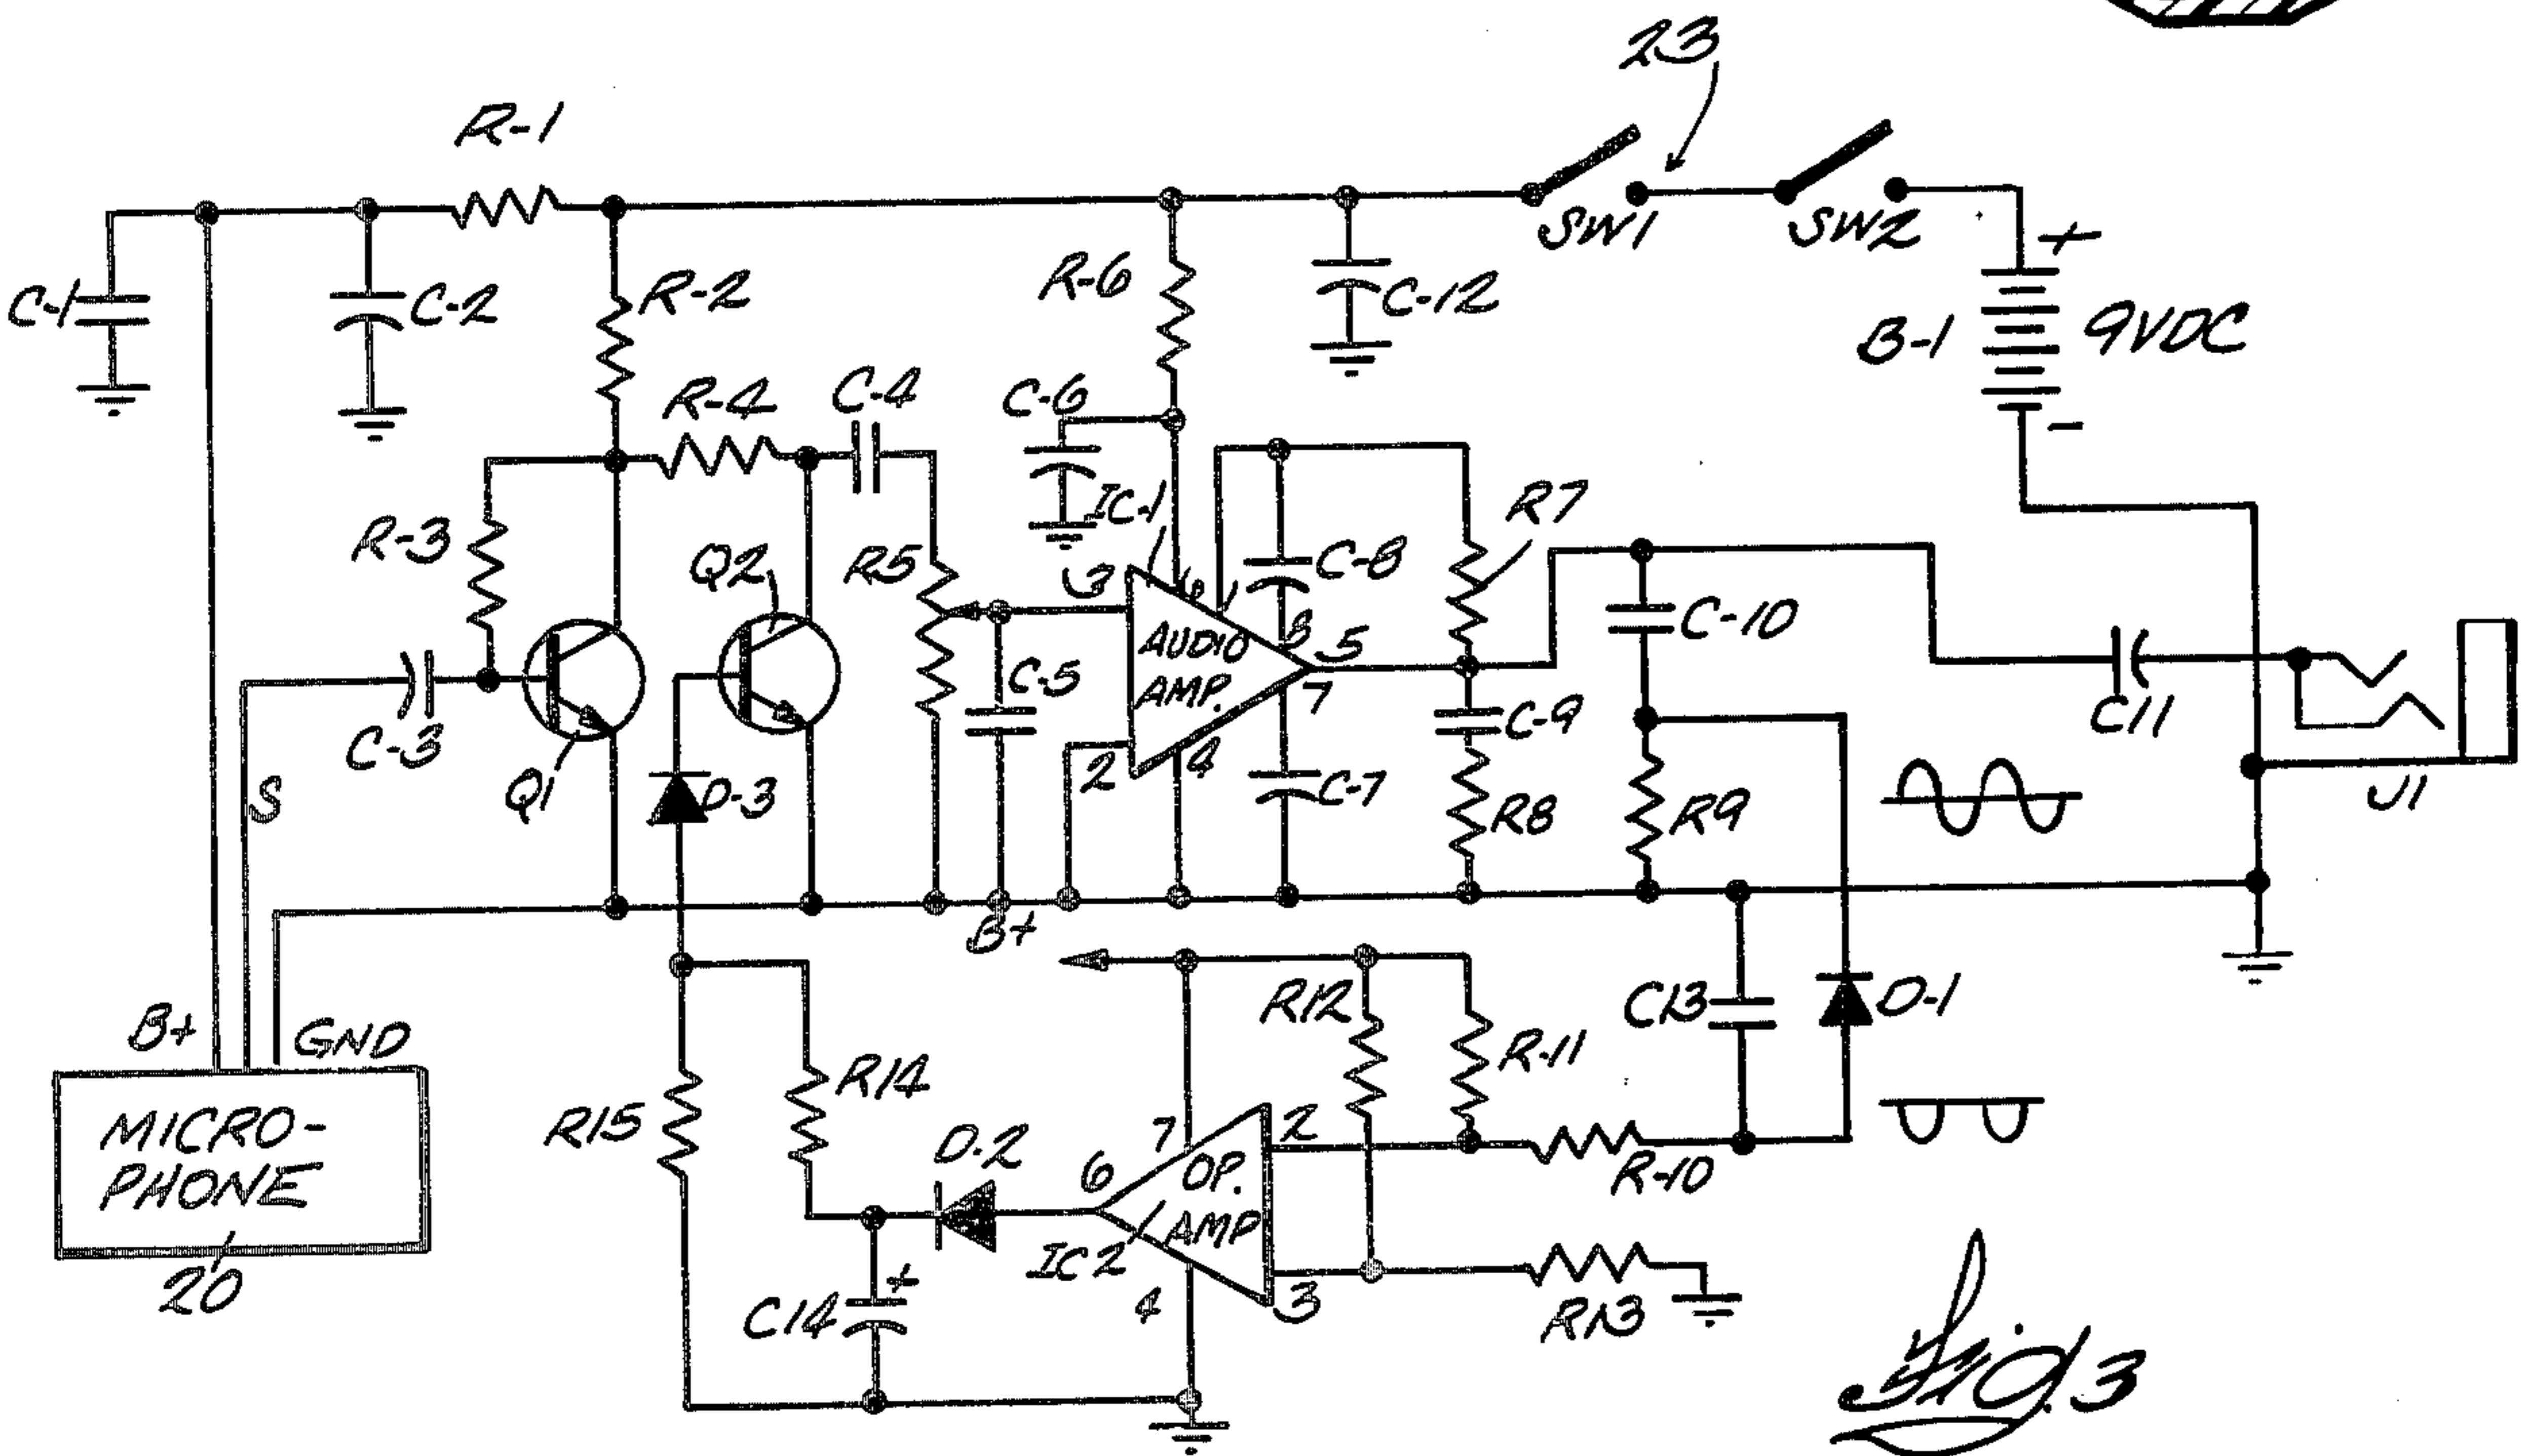 23
R-1
SW1
SW2
+
C-1
C-2
R-2
R-6
C-12
B-1
9VDC
-
R-4
C-4
C-6
R-3
Q2
R5
IC-1
C-8
R7
3
6
1
8
5
AUDIO
AMP.
C-10
C-3
Q1
D-3
C-5
2
4
7
C-9
C-7
R8
R9
C11
J1
S
B+
B+
GND
R12
R-11
C13
D-1
MICRO-
PHONE
20
R15
R14
D-2
6
7
2
OP.
AMP
IC2
R-10
C14
+
4
3
R13
Fig. 3